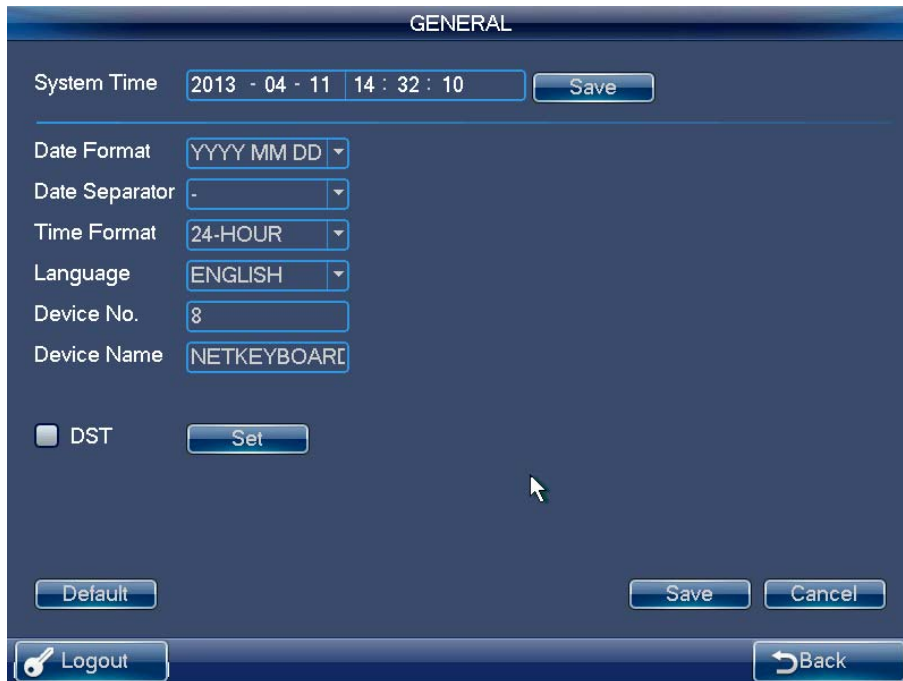 GENERAL
System Time 2013 - 04 - 11 14 : 32 : 10 Save
Date Format YYYY MM DD
Date Separator -
Time Format 24-HOUR
Language ENGLISH
Device No. 8
Device Name NETKEYBOARD
DST Set
Default Save Cancel
Logout Back